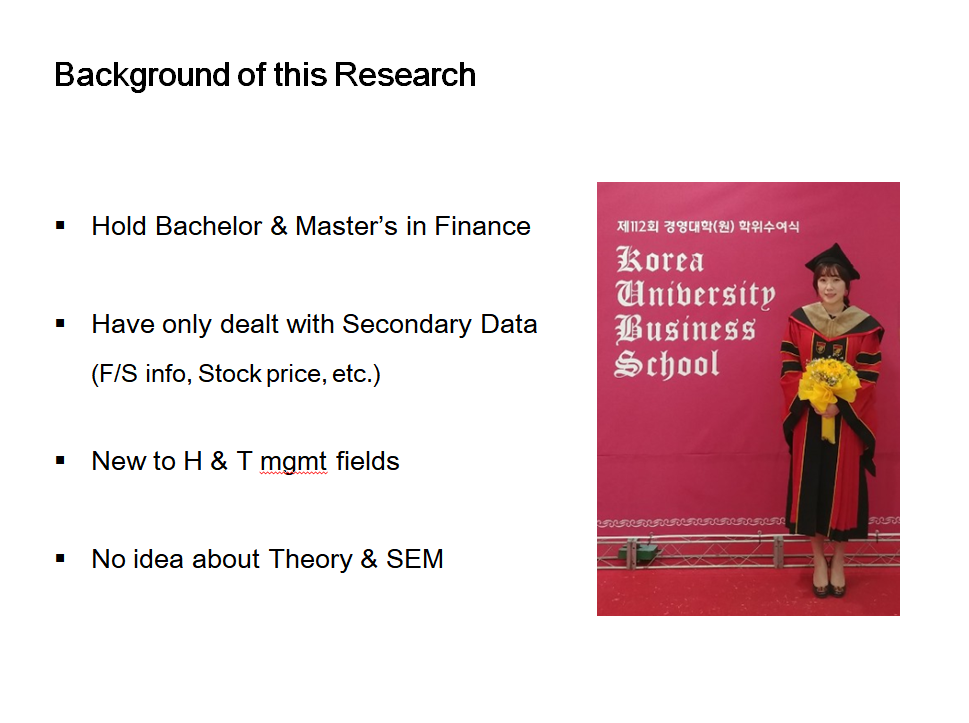 Background of this Research
▪ Hold Bachelor & Master's in Finance
▪ Have only dealt with Secondary Data
(F/S info, Stock price, etc.)
▪ New to H & T mgmt fields
▪ No idea about Theory & SEM
제112회 경영대학(원) 학위수여식
Korea
University
Business
School